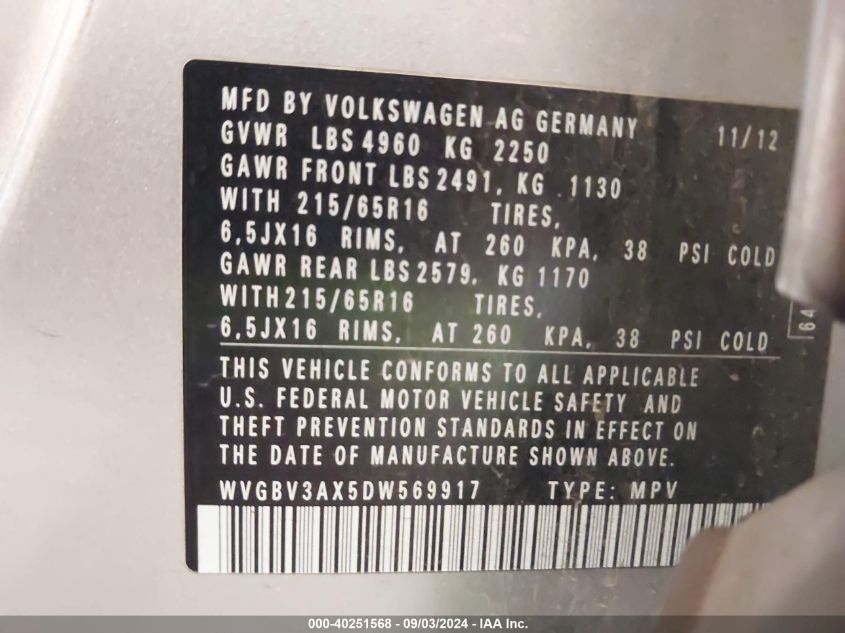 MFD BY VOLKSWAGEN AG GERMANY 11/12
GVWR LBS 4960 KG 2250
GAWR FRONT LBS 2491, KG 1130
WITH 215/65R16 TIRES,
6,5JX16 RIMS, AT 260 KPA, 38 PSI COLD
GAWR REAR LBS 2579, KG 1170
WITH 215/65R16 TIRES,
6,5JX16 RIMS, AT 260 KPA, 38 PSI COLD
THIS VEHICLE CONFORMS TO ALL APPLICABLE
U.S. FEDERAL MOTOR VEHICLE SAFETY AND
THEFT PREVENTION STANDARDS IN EFFECT ON
THE DATE OF MANUFACTURE SHOWN ABOVE.
WVGBV3AX5DW569917 TYPE: MPV
000-40251568 - 09/03/2024 - IAA Inc.